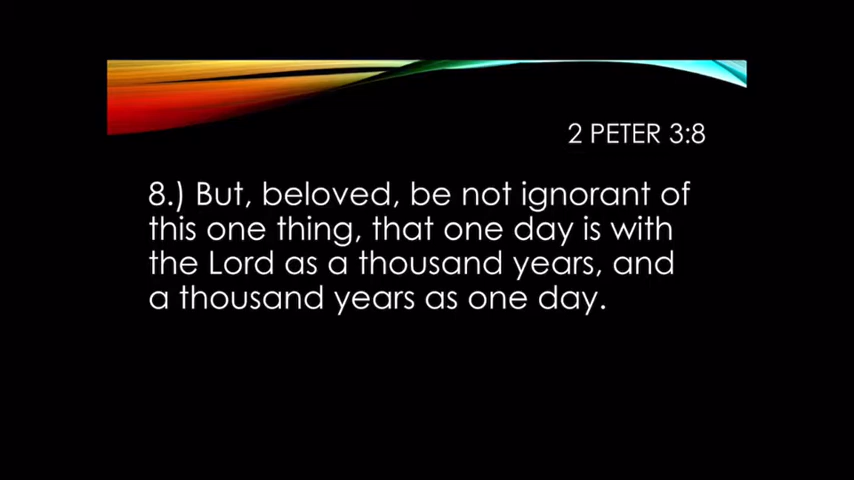 2 PETER 3:8
8.) But, beloved, be not ignorant of
this one thing, that one day is with
the Lord as a thousand years, and
a thousand years as one day.